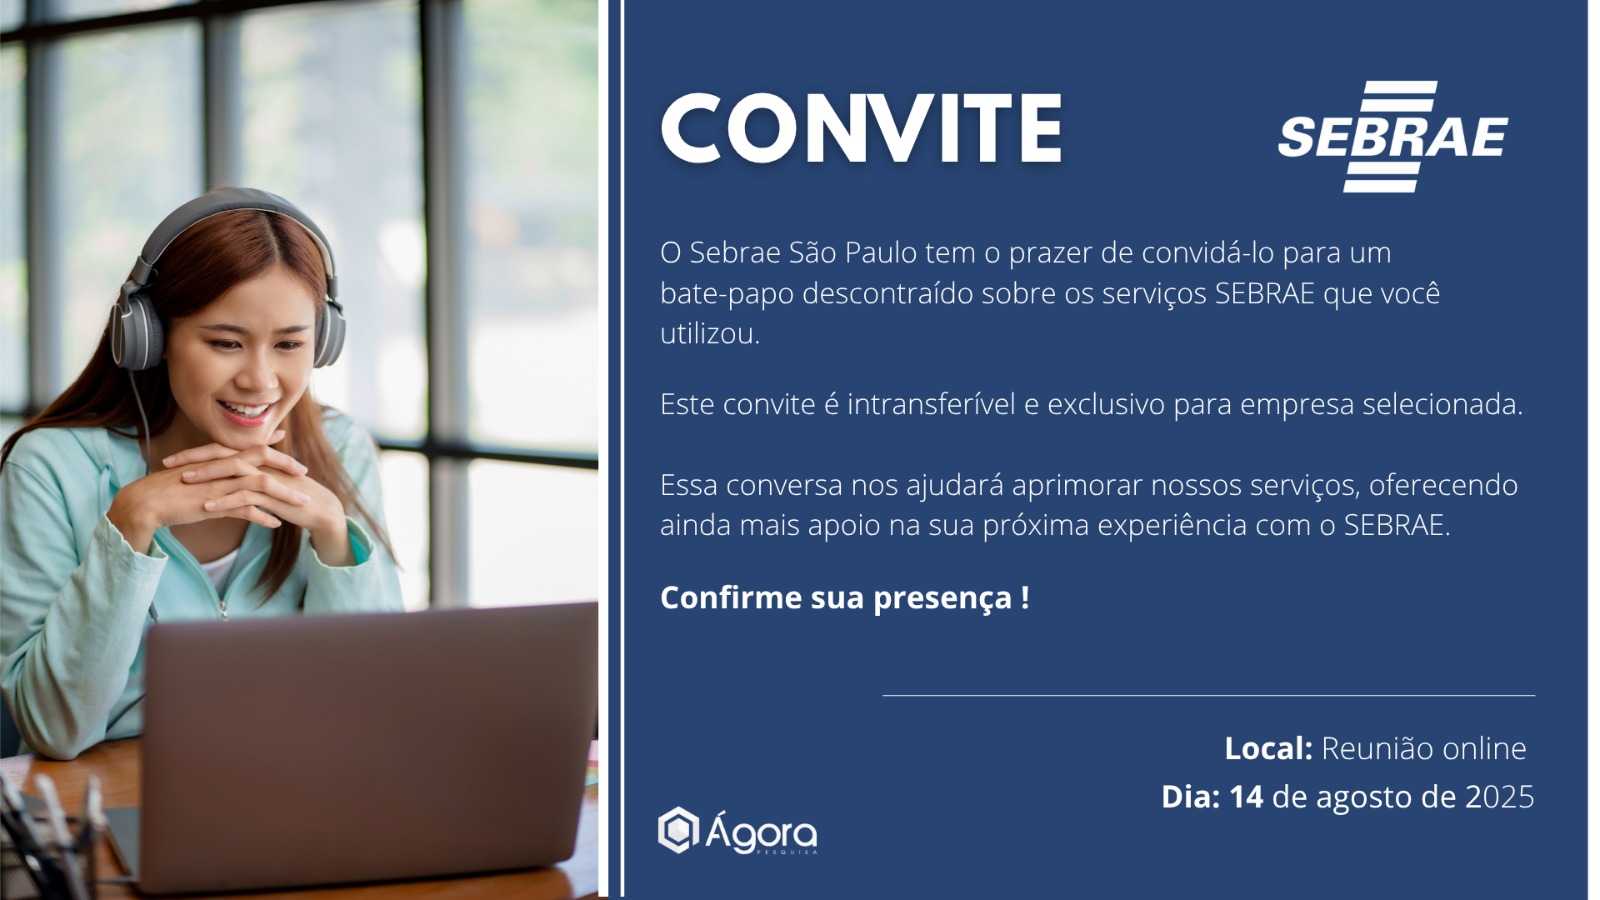 CONVITE
SEBRAE
O Sebrae São Paulo tem o prazer de convidá-lo para um
bate-papo descontraído sobre os serviços SEBRAE que você
utilizou.
Este convite é intransferível e exclusivo para empresa selecionada.
Essa conversa nos ajudará aprimorar nossos serviços, oferecendo
ainda mais apoio na sua próxima experiência com o SEBRAE.
Confirme sua presença !
Local: Reunião online
Dia: 14 de agosto de 2025
Ágora
PESQUISA